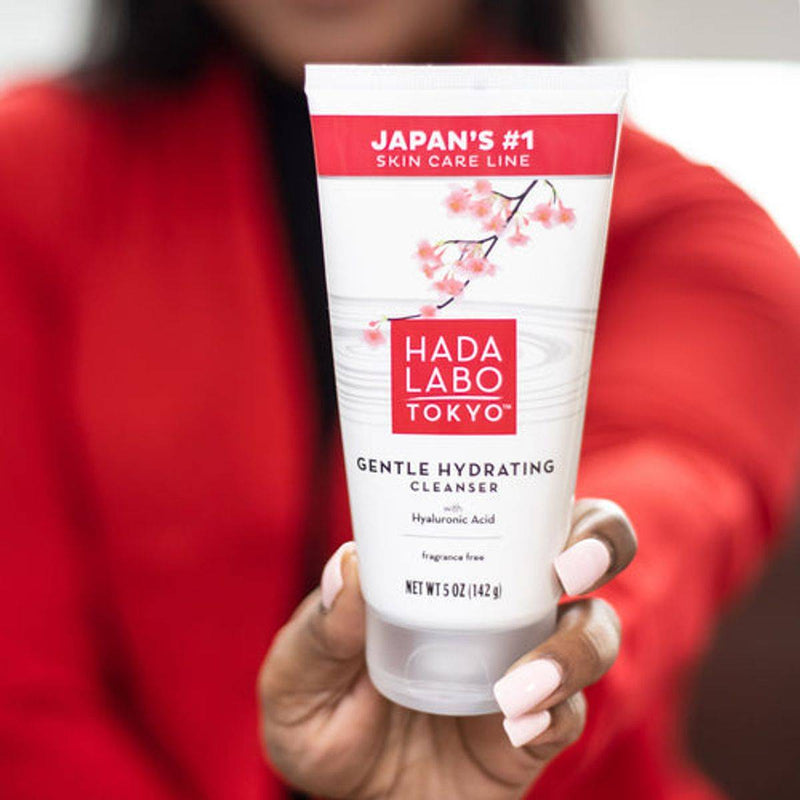 JAPAN'S #1
SKIN CARE LINE
HADA
LABO
TOKYO™
GENTLE HYDRATING
CLEANSER
with
Hyaluronic Acid
fragrance free
NET WT 5 OZ (142 g)